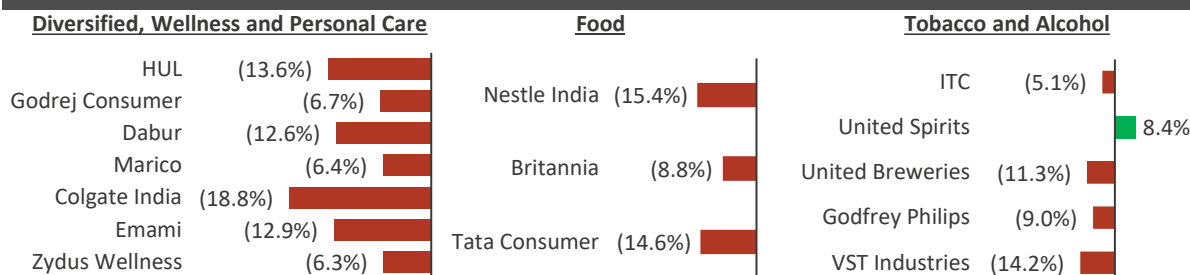 Diversified, Wellness and Personal Care
HUL (13.6%)
Godrej Consumer (6.7%)
Dabur (12.6%)
Marico (6.4%)
Colgate India (18.8%)
Emami (12.9%)
Zydus Wellness (6.3%)
Food
Nestle India (15.4%)
Britannia (8.8%)
Tata Consumer (14.6%)
Tobacco and Alcohol
ITC (5.1%)
United Spirits 8.4%
United Breweries (11.3%)
Godfrey Philips (9.0%)
VST Industries (14.2%)